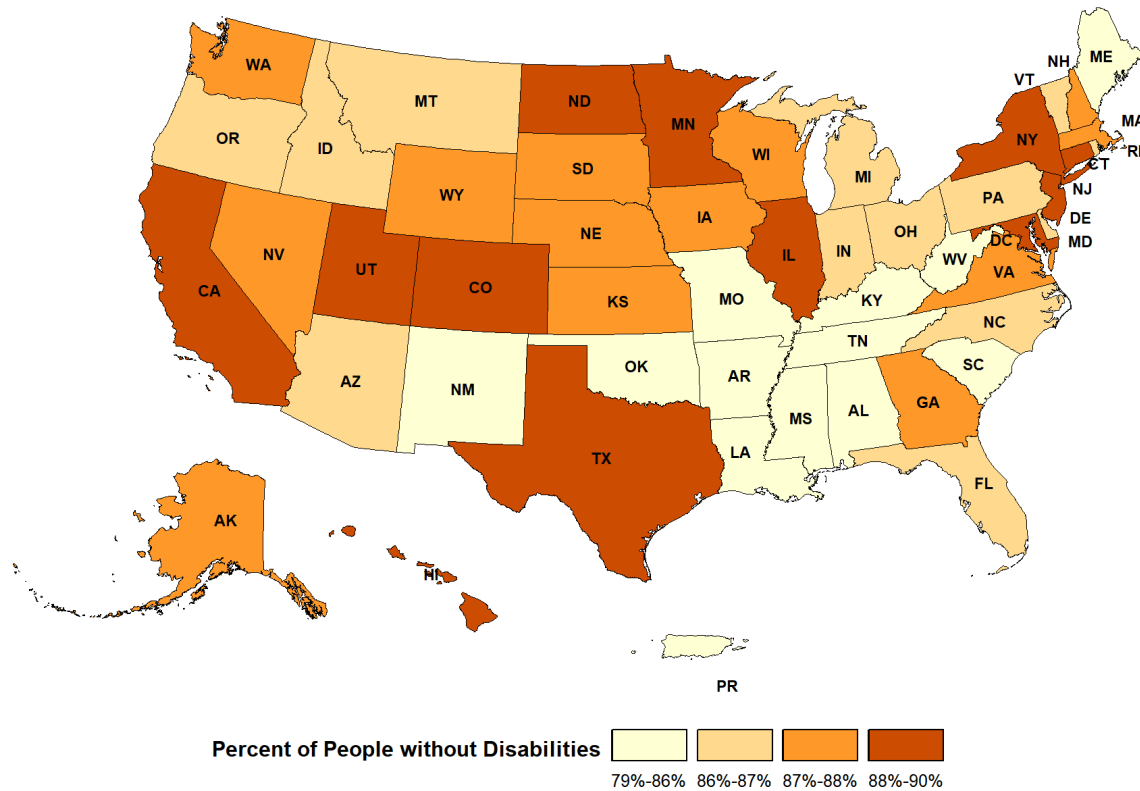 WA
MT
ND
MN
ME
NH
VT
OR
ID
SD
WI
MI
NY
MA
WY
CT
NV
NE
IA
PA
NJ
UT
CO
KS
IL
IN
OH
DE
MD
DC
CA
MO
WV
VA
KY
NC
AZ
NM
OK
AR
TN
SC
MS
AL
GA
TX
LA
FL
AK
HI
PR
Percent of People without Disabilities
79%-86% 86%-87% 87%-88% 88%-90%